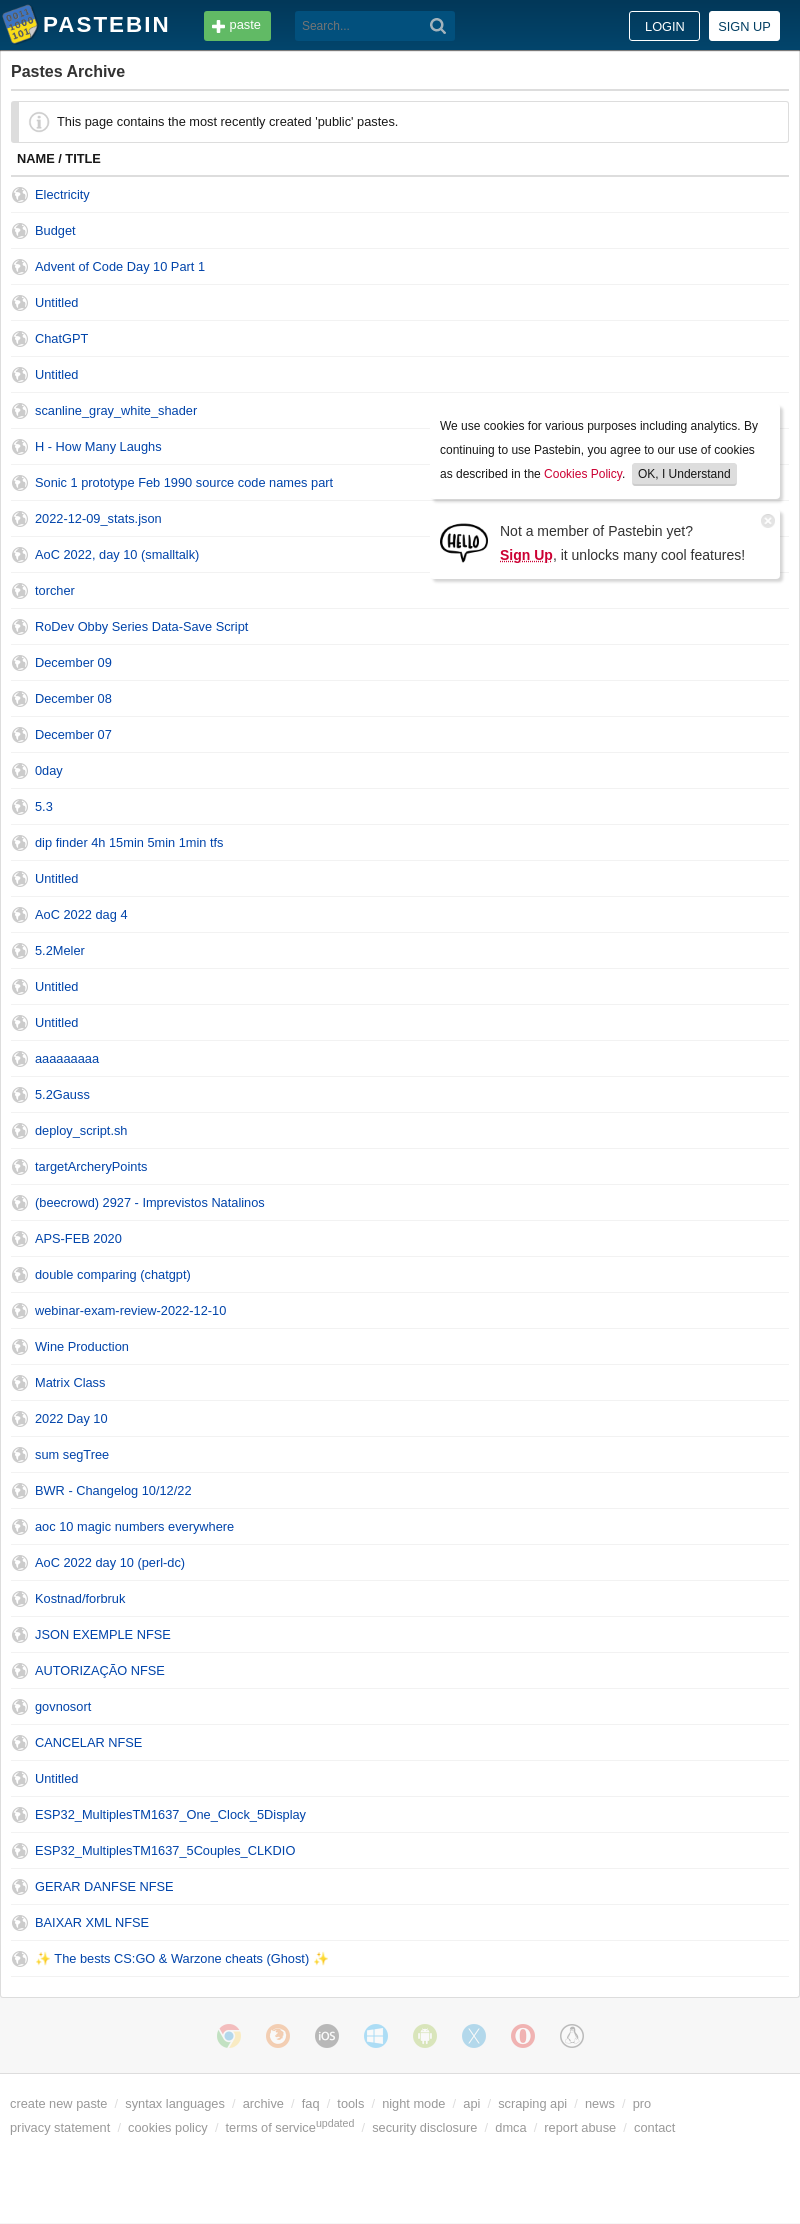 PASTEBIN
paste
Search...
LOGIN
SIGN UP
Pastes Archive
This page contains the most recently created 'public' pastes.
NAME / TITLE
Electricity
Budget
Advent of Code Day 10 Part 1
Untitled
ChatGPT
Untitled
scanline_gray_white_shader
H - How Many Laughs
Sonic 1 prototype Feb 1990 source code names part
2022-12-09_stats.json
AoC 2022, day 10 (smalltalk)
We use cookies for various purposes including analytics. By
continuing to use Pastebin, you agree to our use of cookies
as described in the Cookies Policy. OK, I Understand
HELLO
Not a member of Pastebin yet?
Sign Up, it unlocks many cool features!
torcher
RoDev Obby Series Data-Save Script
December 09
December 08
December 07
0day
5.3
dip finder 4h 15min 5min 1min tfs
Untitled
AoC 2022 dag 4
5.2Meler
Untitled
Untitled
aaaaaaaaa
5.2Gauss
deploy_script.sh
targetArcheryPoints
(beecrowd) 2927 - Imprevistos Natalinos
APS-FEB 2020
double comparing (chatgpt)
webinar-exam-review-2022-12-10
Wine Production
Matrix Class
2022 Day 10
sum segTree
BWR - Changelog 10/12/22
aoc 10 magic numbers everywhere
AoC 2022 day 10 (perl-dc)
Kostnad/forbruk
JSON EXEMPLE NFSE
AUTORIZAÇÃO NFSE
govnosort
CANCELAR NFSE
Untitled
ESP32_MultiplesTM1637_One_Clock_5Display
ESP32_MultiplesTM1637_5Couples_CLKDIO
GERAR DANFSE NFSE
BAIXAR XML NFSE
✨ The bests CS:GO & Warzone cheats (Ghost) ✨
iOS
create new paste / syntax languages / archive / faq / tools / night mode / api / scraping api / news / pro
privacy statement / cookies policy / terms of service updated / security disclosure / dmca / report abuse / contact